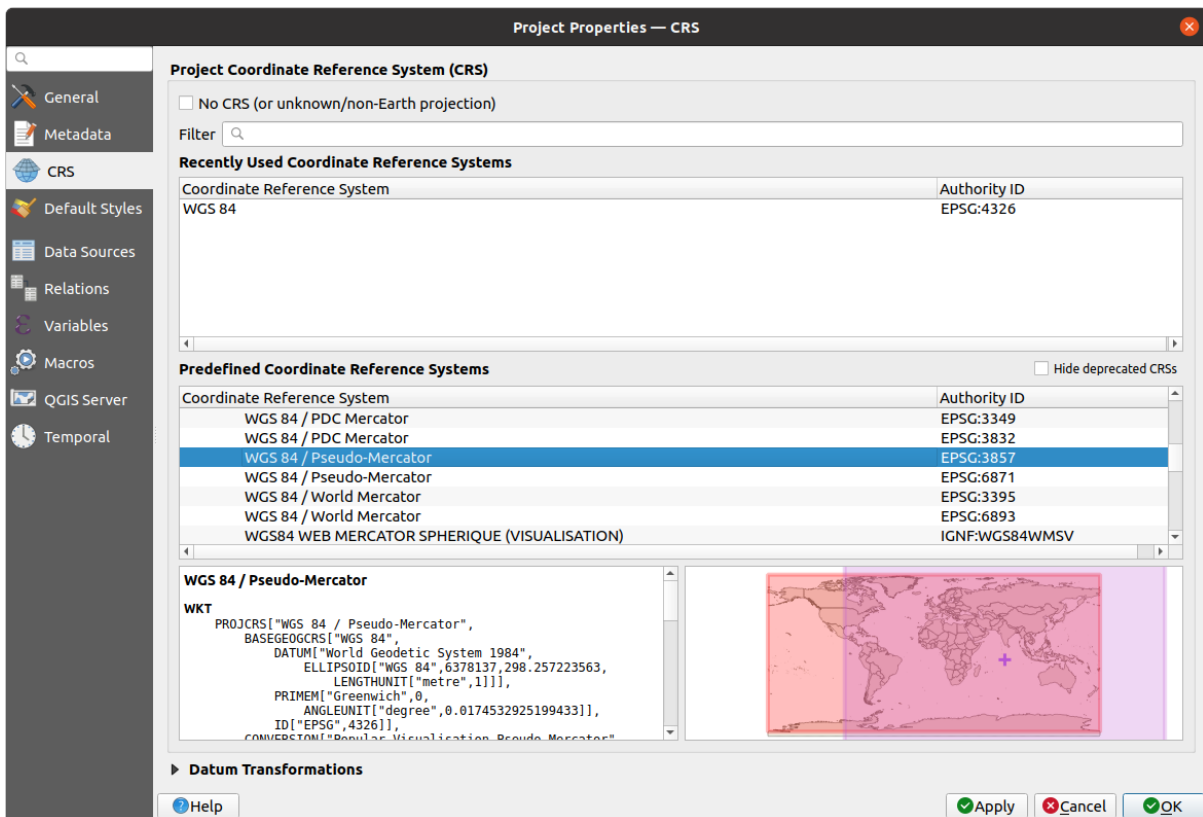 Project Properties — CRS
General
Metadata
CRS
Default Styles
Data Sources
Relations
Variables
Macros
QGIS Server
Temporal
Project Coordinate Reference System (CRS)
No CRS (or unknown/non-Earth projection)
Filter
Recently Used Coordinate Reference Systems
Coordinate Reference System Authority ID
WGS 84 EPSG:4326
Predefined Coordinate Reference Systems Hide deprecated CRSs
Coordinate Reference System Authority ID
WGS 84 / PDC Mercator EPSG:3349
WGS 84 / PDC Mercator EPSG:3832
WGS 84 / Pseudo-Mercator EPSG:3857
WGS 84 / Pseudo-Mercator EPSG:6871
WGS 84 / World Mercator EPSG:3395
WGS 84 / World Mercator EPSG:6893
WGS84 WEB MERCATOR SPHERIQUE (VISUALISATION) IGNF:WGS84WMSV
WGS 84 / Pseudo-Mercator
WKT
PROJCRS["WGS 84 / Pseudo-Mercator",
BASEGEOGCRS["WGS 84",
DATUM["World Geodetic System 1984",
ELLIPSOID["WGS 84",6378137,298.257223563,
LENGTHUNIT["metre",1]]],
PRIMEM["Greenwich",0,
ANGLEUNIT["degree",0.0174532925199433]],
ID["EPSG",4326]],
CONVERSION["Popular Visualisation Pseudo-Mercator",
Datum Transformations
Help
Apply
Cancel
OK